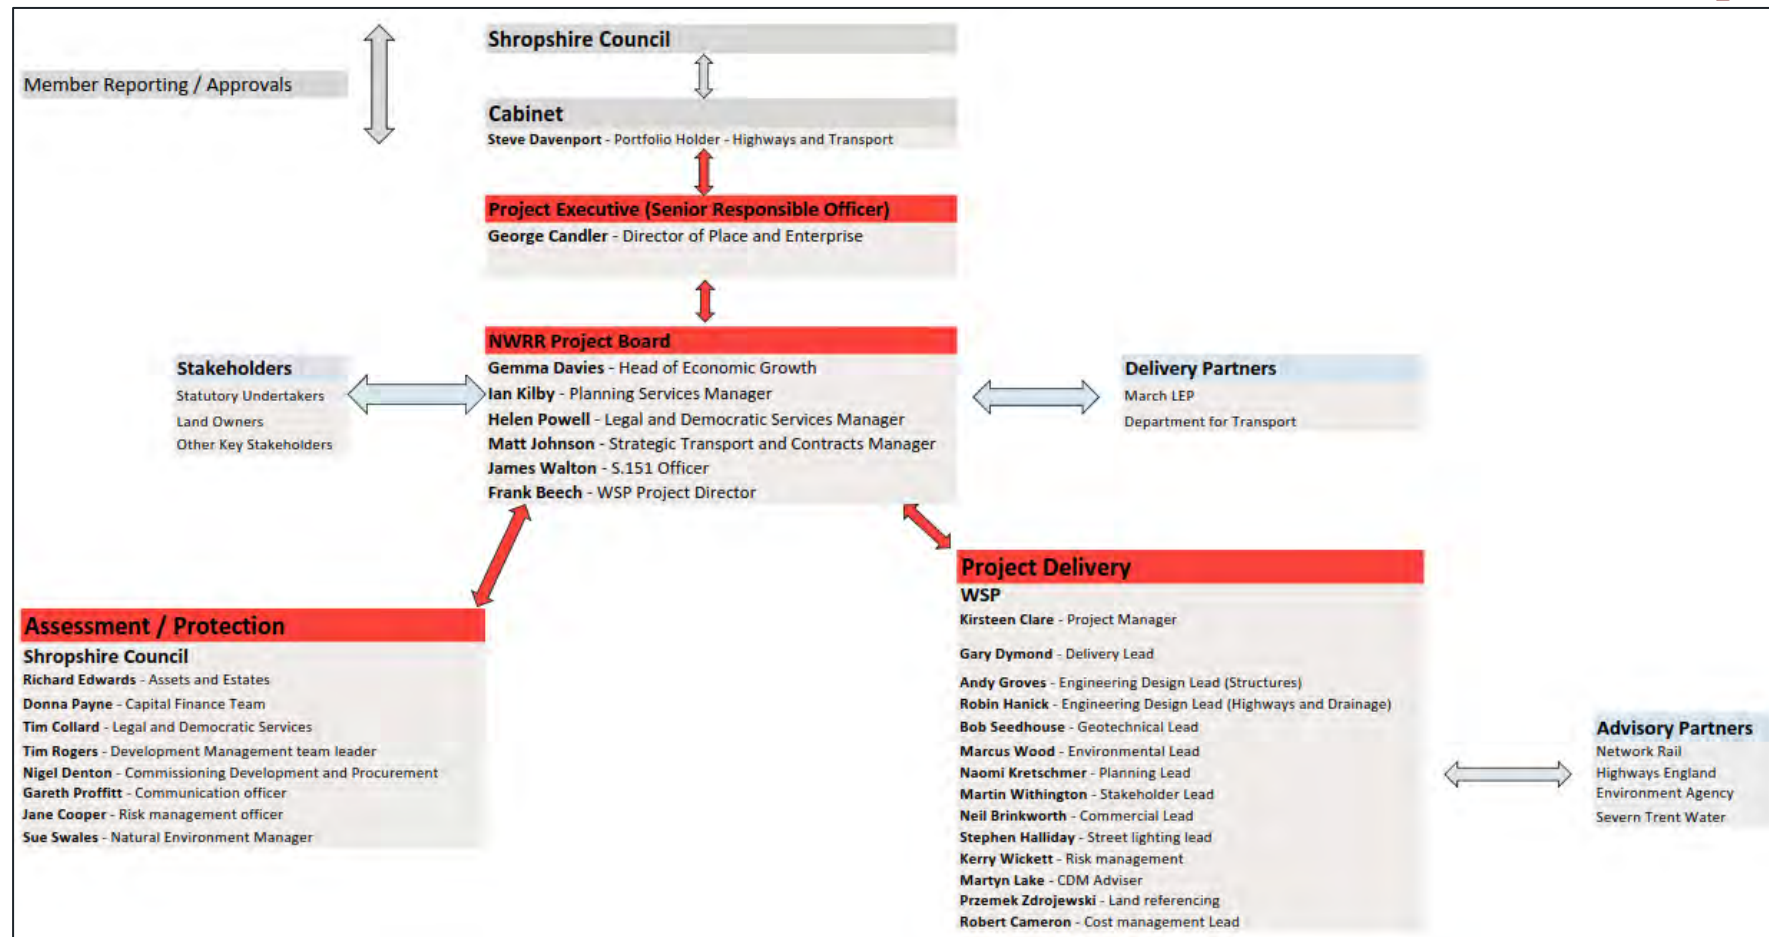 Member Reporting / Approvals
Shropshire Council
Cabinet
Steve Davenport - Portfolio Holder - Highways and Transport
Project Executive (Senior Responsible Officer)
George Candler - Director of Place and Enterprise
NWRR Project Board
Gemma Davies - Head of Economic Growth
Ian Kilby - Planning Services Manager
Helen Powell - Legal and Democratic Services Manager
Matt Johnson - Strategic Transport and Contracts Manager
James Walton - S.151 Officer
Frank Beech - WSP Project Director
Stakeholders
Statutory Undertakers
Land Owners
Other Key Stakeholders
Delivery Partners
March LEP
Department for Transport
Assessment / Protection
Shropshire Council
Richard Edwards - Assets and Estates
Donna Payne - Capital Finance Team
Tim Collard - Legal and Democratic Services
Tim Rogers - Development Management team leader
Nigel Denton - Commissioning Development and Procurement
Gareth Proffitt - Communication officer
Jane Cooper - Risk management officer
Sue Swales - Natural Environment Manager
Project Delivery
WSP
Kirsteen Clare - Project Manager
Gary Dymond - Delivery Lead
Andy Groves - Engineering Design Lead (Structures)
Robin Hanick - Engineering Design Lead (Highways and Drainage)
Bob Seedhouse - Geotechnical Lead
Marcus Wood - Environmental Lead
Naomi Kretschmer - Planning Lead
Martin Withington - Stakeholder Lead
Neil Brinkworth - Commercial Lead
Stephen Halliday - Street lighting lead
Kerry Wickett - Risk management
Martyn Lake - CDM Adviser
Przemek Zdrojewski - Land referencing
Robert Cameron - Cost management Lead
Advisory Partners
Network Rail
Highways England
Environment Agency
Severn Trent Water